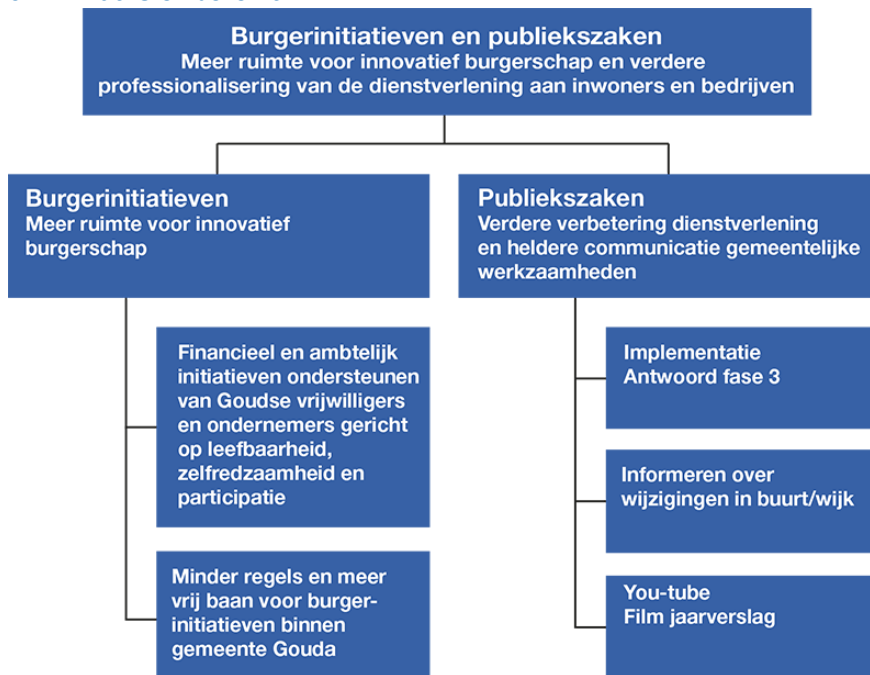 Burgerinitiatieven en publiekszaken
Meer ruimte voor innovatief burgerschap en verdere
professionalisering van de dienstverlening aan inwoners en bedrijven
Burgerinitiatieven
Meer ruimte voor innovatief
burgerschap
Financieel en ambtelijk
initiatieven ondersteunen
van Goudse vrijwilligers
en ondernemers gericht
op leefbaarheid,
zelfredzaamheid en
participatie
Minder regels en meer
vrij baan voor burger-
initiatieven binnen
gemeente Gouda
Publiekszaken
Verdere verbetering dienstverlening
en heldere communicatie gemeentelijke
werkzaamheden
Implementatie
Antwoord fase 3
Informeren over
wijzigingen in buurt/wijk
You-tube
Film jaarverslag